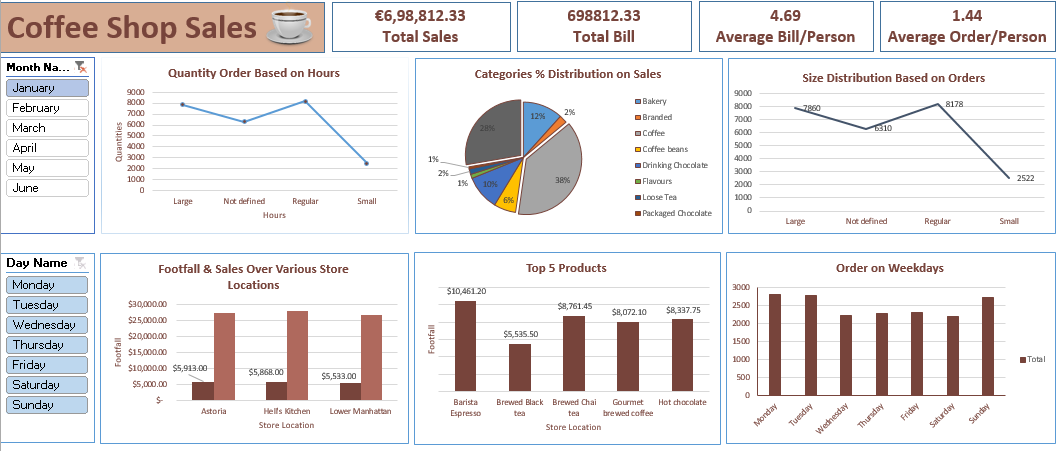 Coffee Shop Sales
€6,98,812.33
Total Sales
698812.33
Total Bill
4.69
Average Bill/Person
1.44
Average Order/Person
Month Na...
January
February
March
April
May
June
Quantity Order Based on Hours
9000
8000
7000
6000
5000
4000
3000
2000
1000
0
Quantities
Large
Not defined
Regular
Small
Hours
Categories % Distribution on Sales
12%
2%
38%
6%
10%
1%
2%
1%
28%
Bakery
Branded
Coffee
Coffee beans
Drinking Chocolate
Flavours
Loose Tea
Packaged Chocolate
Size Distribution Based on Orders
9000
8000
7000
6000
5000
4000
3000
2000
1000
0
7860
6310
8178
2522
Large
Not defined
Regular
Small
Day Name
Monday
Tuesday
Wednesday
Thursday
Friday
Saturday
Sunday
Footfall & Sales Over Various Store
Locations
$30,000.00
$25,000.00
$20,000.00
$15,000.00
$10,000.00
$5,000.00
$-
Footfall
$5,913.00
$5,868.00
$5,533.00
Astoria
Hell's Kitchen
Lower Manhattan
Store Location
Top 5 Products
Footfall
$10,461.20
$5,535.50
$8,761.45
$8,072.10
$8,337.75
Barista
Espresso
Brewed Black
tea
Brewed Chai
tea
Gourmet
brewed coffee
Hot chocolate
Store Location
Order on Weekdays
3000
2500
2000
1500
1000
500
0
Monday
Tuesday
Wednesday
Thursday
Friday
Saturday
Sunday
Total